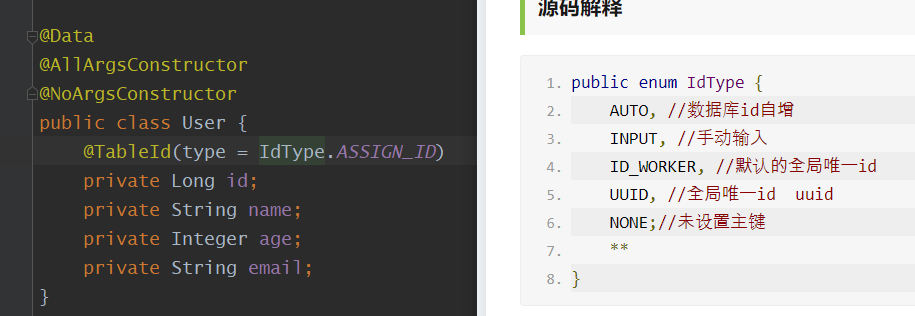 @Data
@AllArgsConstructor
@NoArgsConstructor
public class User {
    @TableId(type = IdType.ASSIGN_ID)
    private Long id;
    private String name;
    private Integer age;
    private String email;
}
源码解释
1. public enum IdType {
2.     AUTO, //数据库id自增
3.     INPUT, //手动输入
4.     ID_WORKER, //默认的全局唯一id
5.     UUID, //全局唯一id  uuid
6.     NONE;//未设置主键
7.     **
8. }